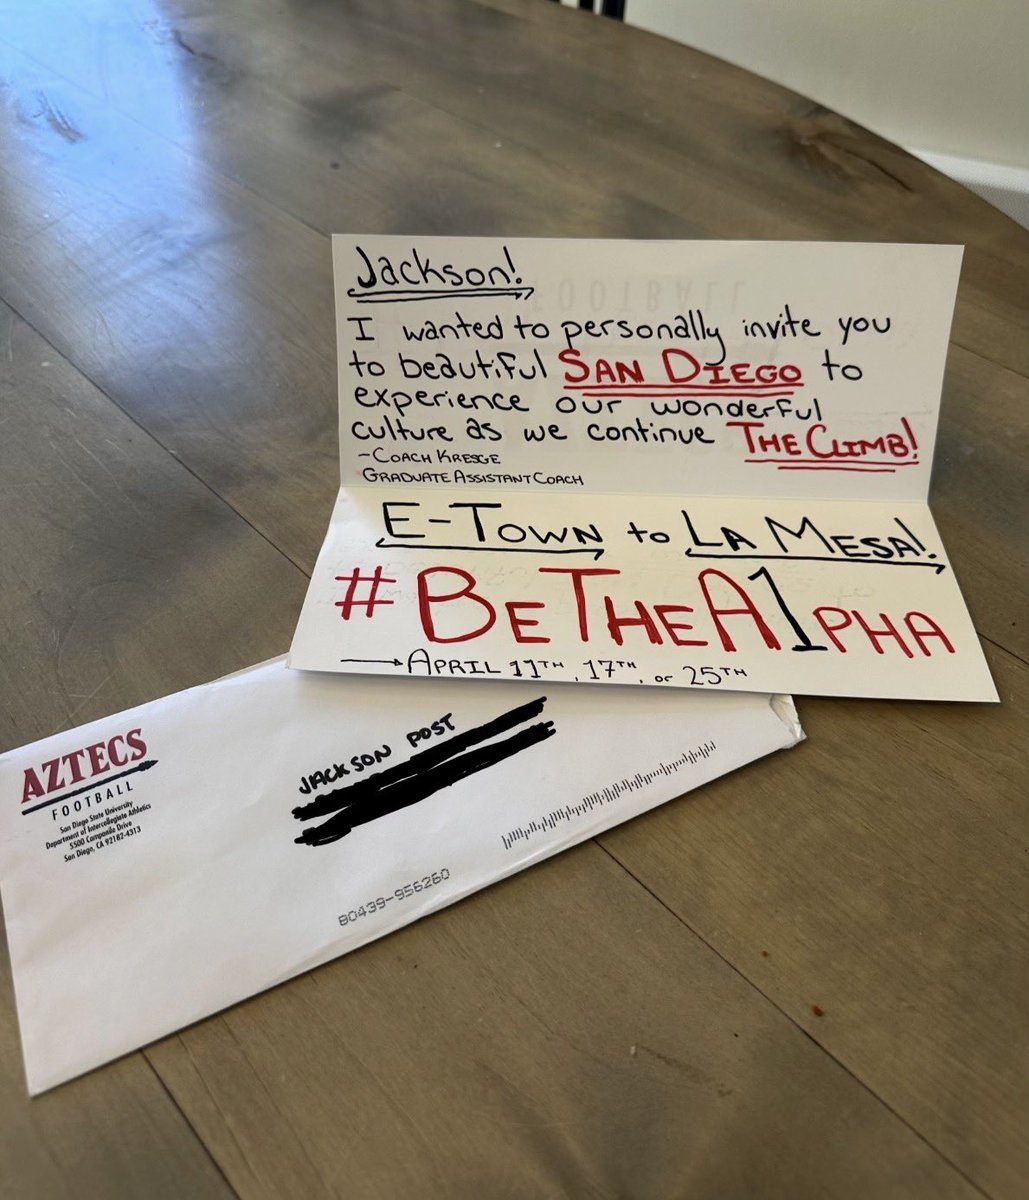 Jackson!
I wanted to personally invite you
to beautiful SAN DIEGO to
experience our wonderful
culture as we continue THE CLIMB!
-COACH KRESGE
GRADUATE ASSISTANT COACH
E-TOWN to LA MESA!
#BETHEA1PHA
APRIL 11TH, 17TH, or 25TH
AZTECS
FOOTBALL
San Diego State University
Department of Intercollegiate Athletics
5500 Campanile Drive
San Diego, CA 92182-4313
JACKSON POST
80439-956260